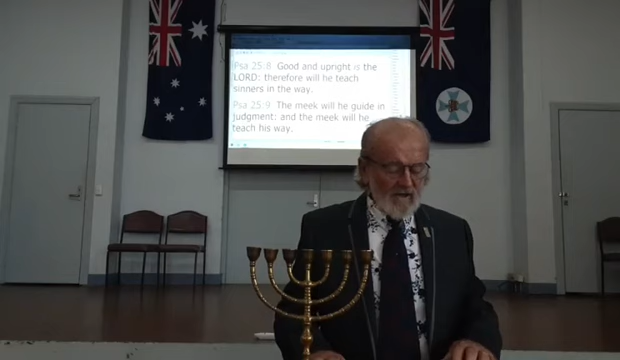 Psa 25:8 Good and upright is the
LORD: therefore will he teach
sinners in the way.
Psa 25:9 The meek will he guide in
judgment: and the meek will he
teach his way.